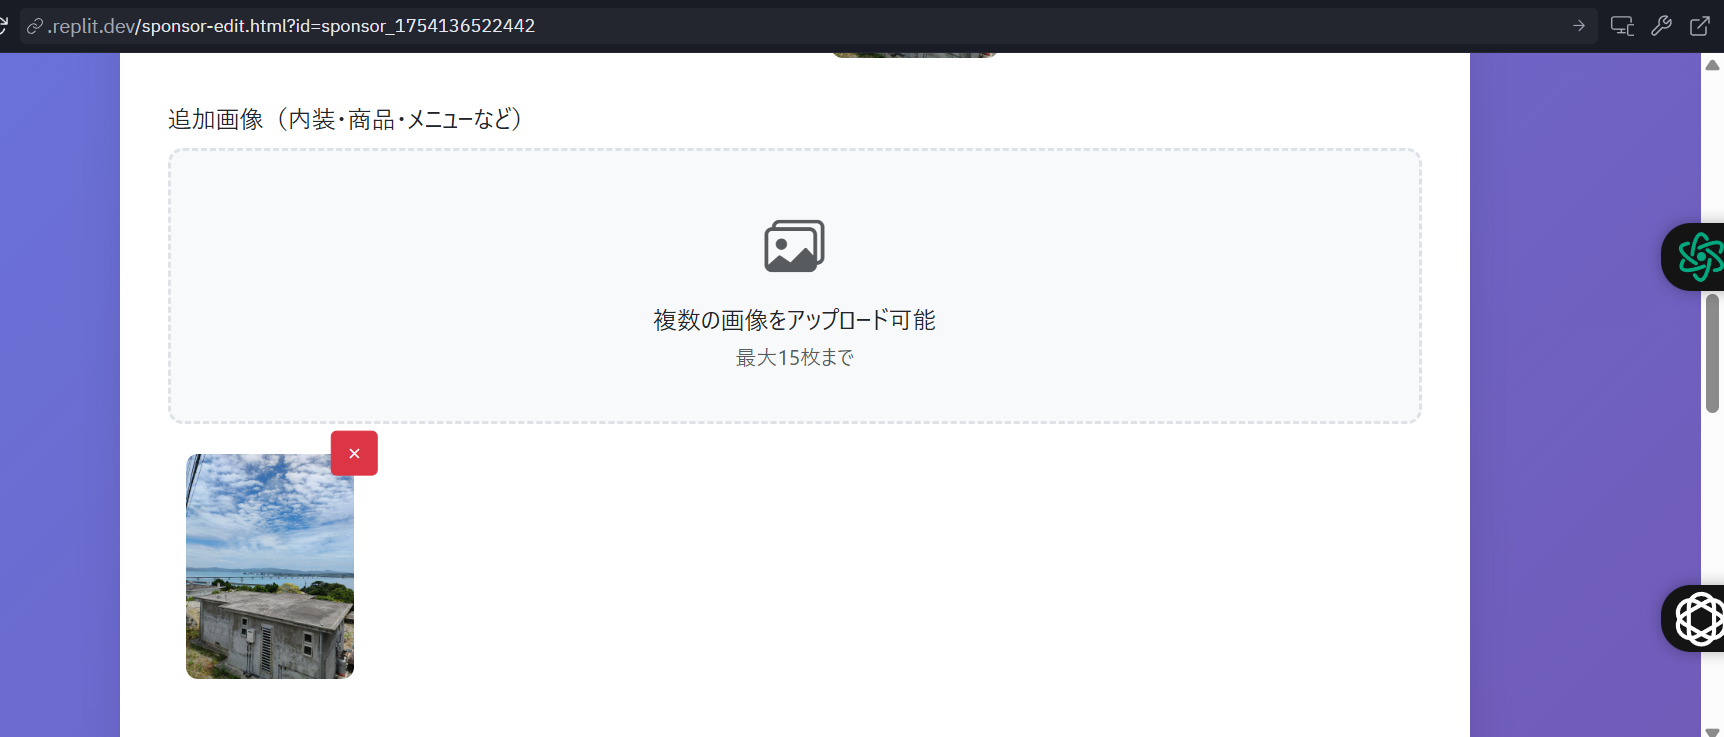 .replit.dev/sponsor-edit.html?id=sponsor_1754136522442
追加画像（内装・商品・メニューなど）
複数の画像をアップロード可能
最大15枚まで
×